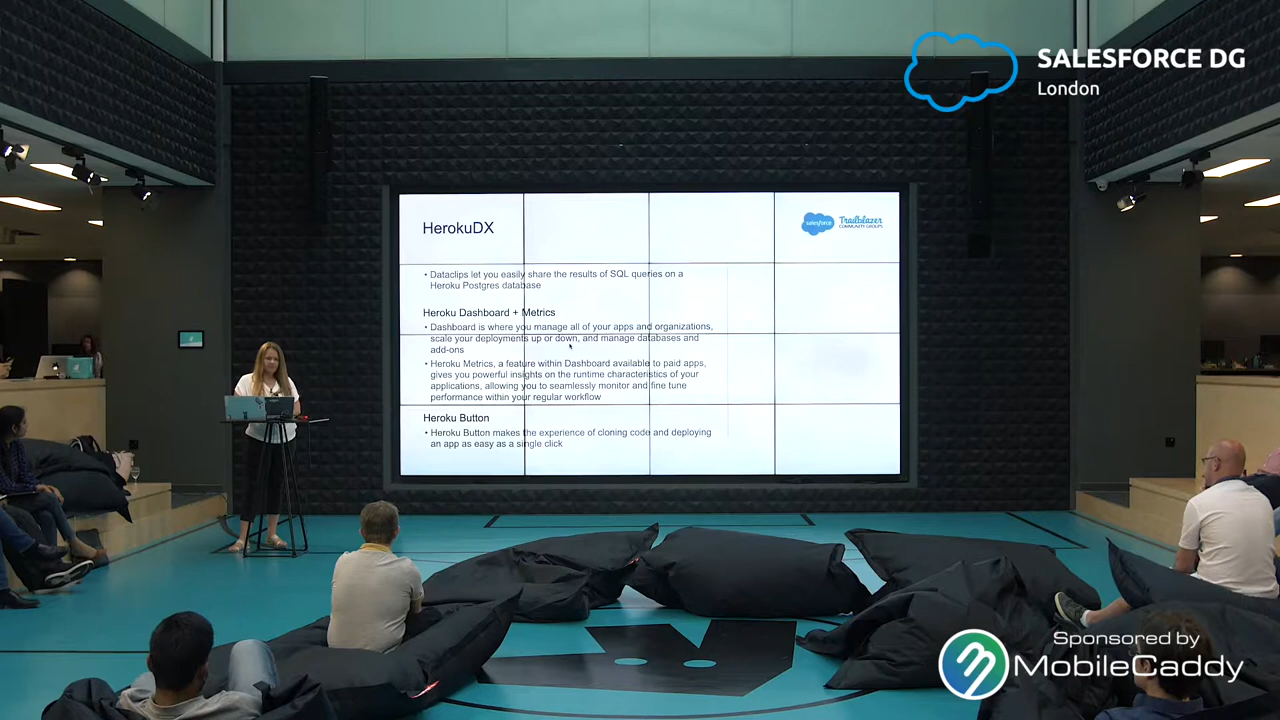 SALESFORCE DG
London
HerokuDX
salesforce
Trailblazer
COMMUNITY GROUPS
• Dataclips let you easily share the results of SQL queries on a
Heroku Postgres database
Heroku Dashboard + Metrics
• Dashboard is where you manage all of your apps and organizations,
scale your deployments up or down, and manage databases and
add-ons
• Heroku Metrics, a feature within Dashboard available to paid apps,
gives you powerful insights on the runtime characteristics of your
applications, allowing you to seamlessly monitor and fine tune
performance within your regular workflow
Heroku Button
• Heroku Button makes the experience of cloning code and deploying
an app as easy as a single click
Sponsored by
MobileCaddy